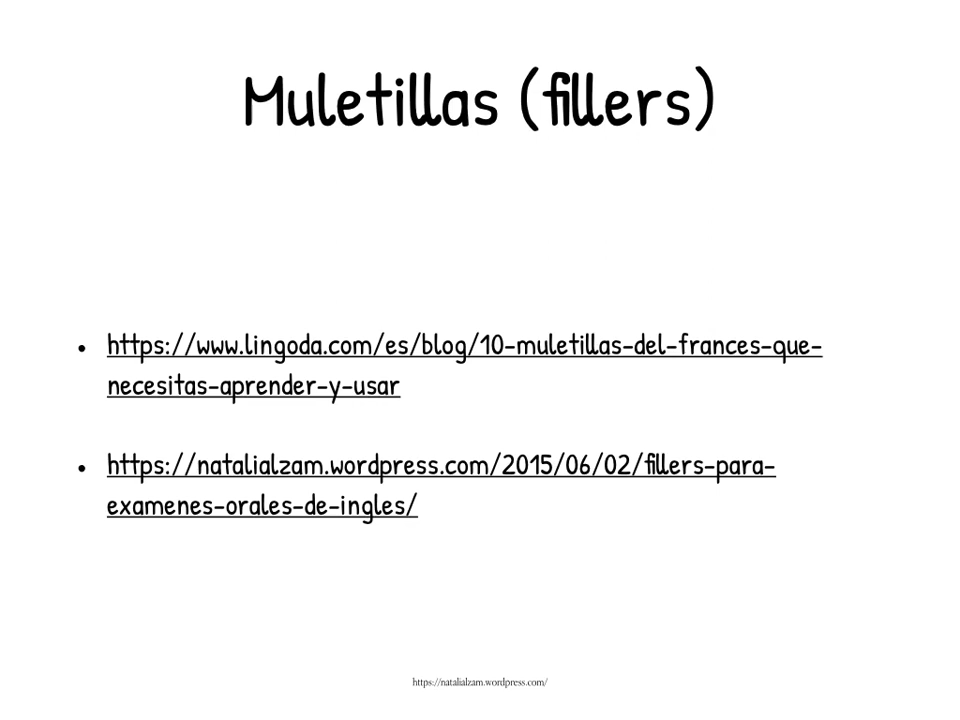 Muletillas (fillers)
• https://www.lingoda.com/es/blog/10-muletillas-del-frances-que-
necesitas-aprender-y-usar
• https://natalialzam.wordpress.com/2015/06/02/fillers-para-
examenes-orales-de-ingles/
https://natalialzam.wordpress.com/